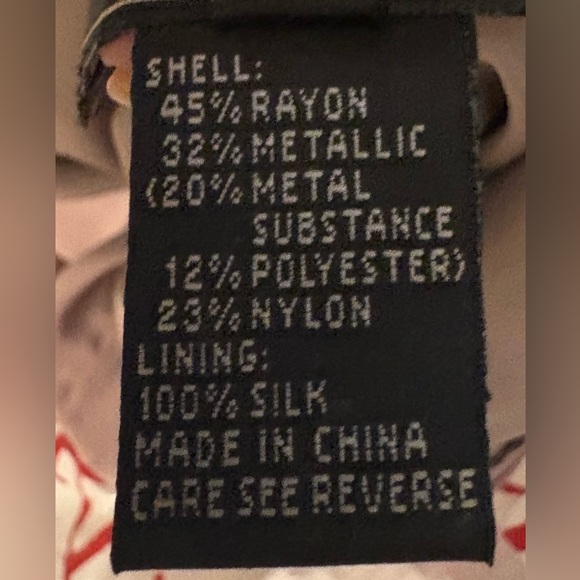 SHELL:
45% RAYON
32% METALLIC
(20% METAL
SUBSTANCE
12% POLYESTER)
23% NYLON
LINING:
100% SILK
MADE IN CHINA
CARE SEE REVERSE